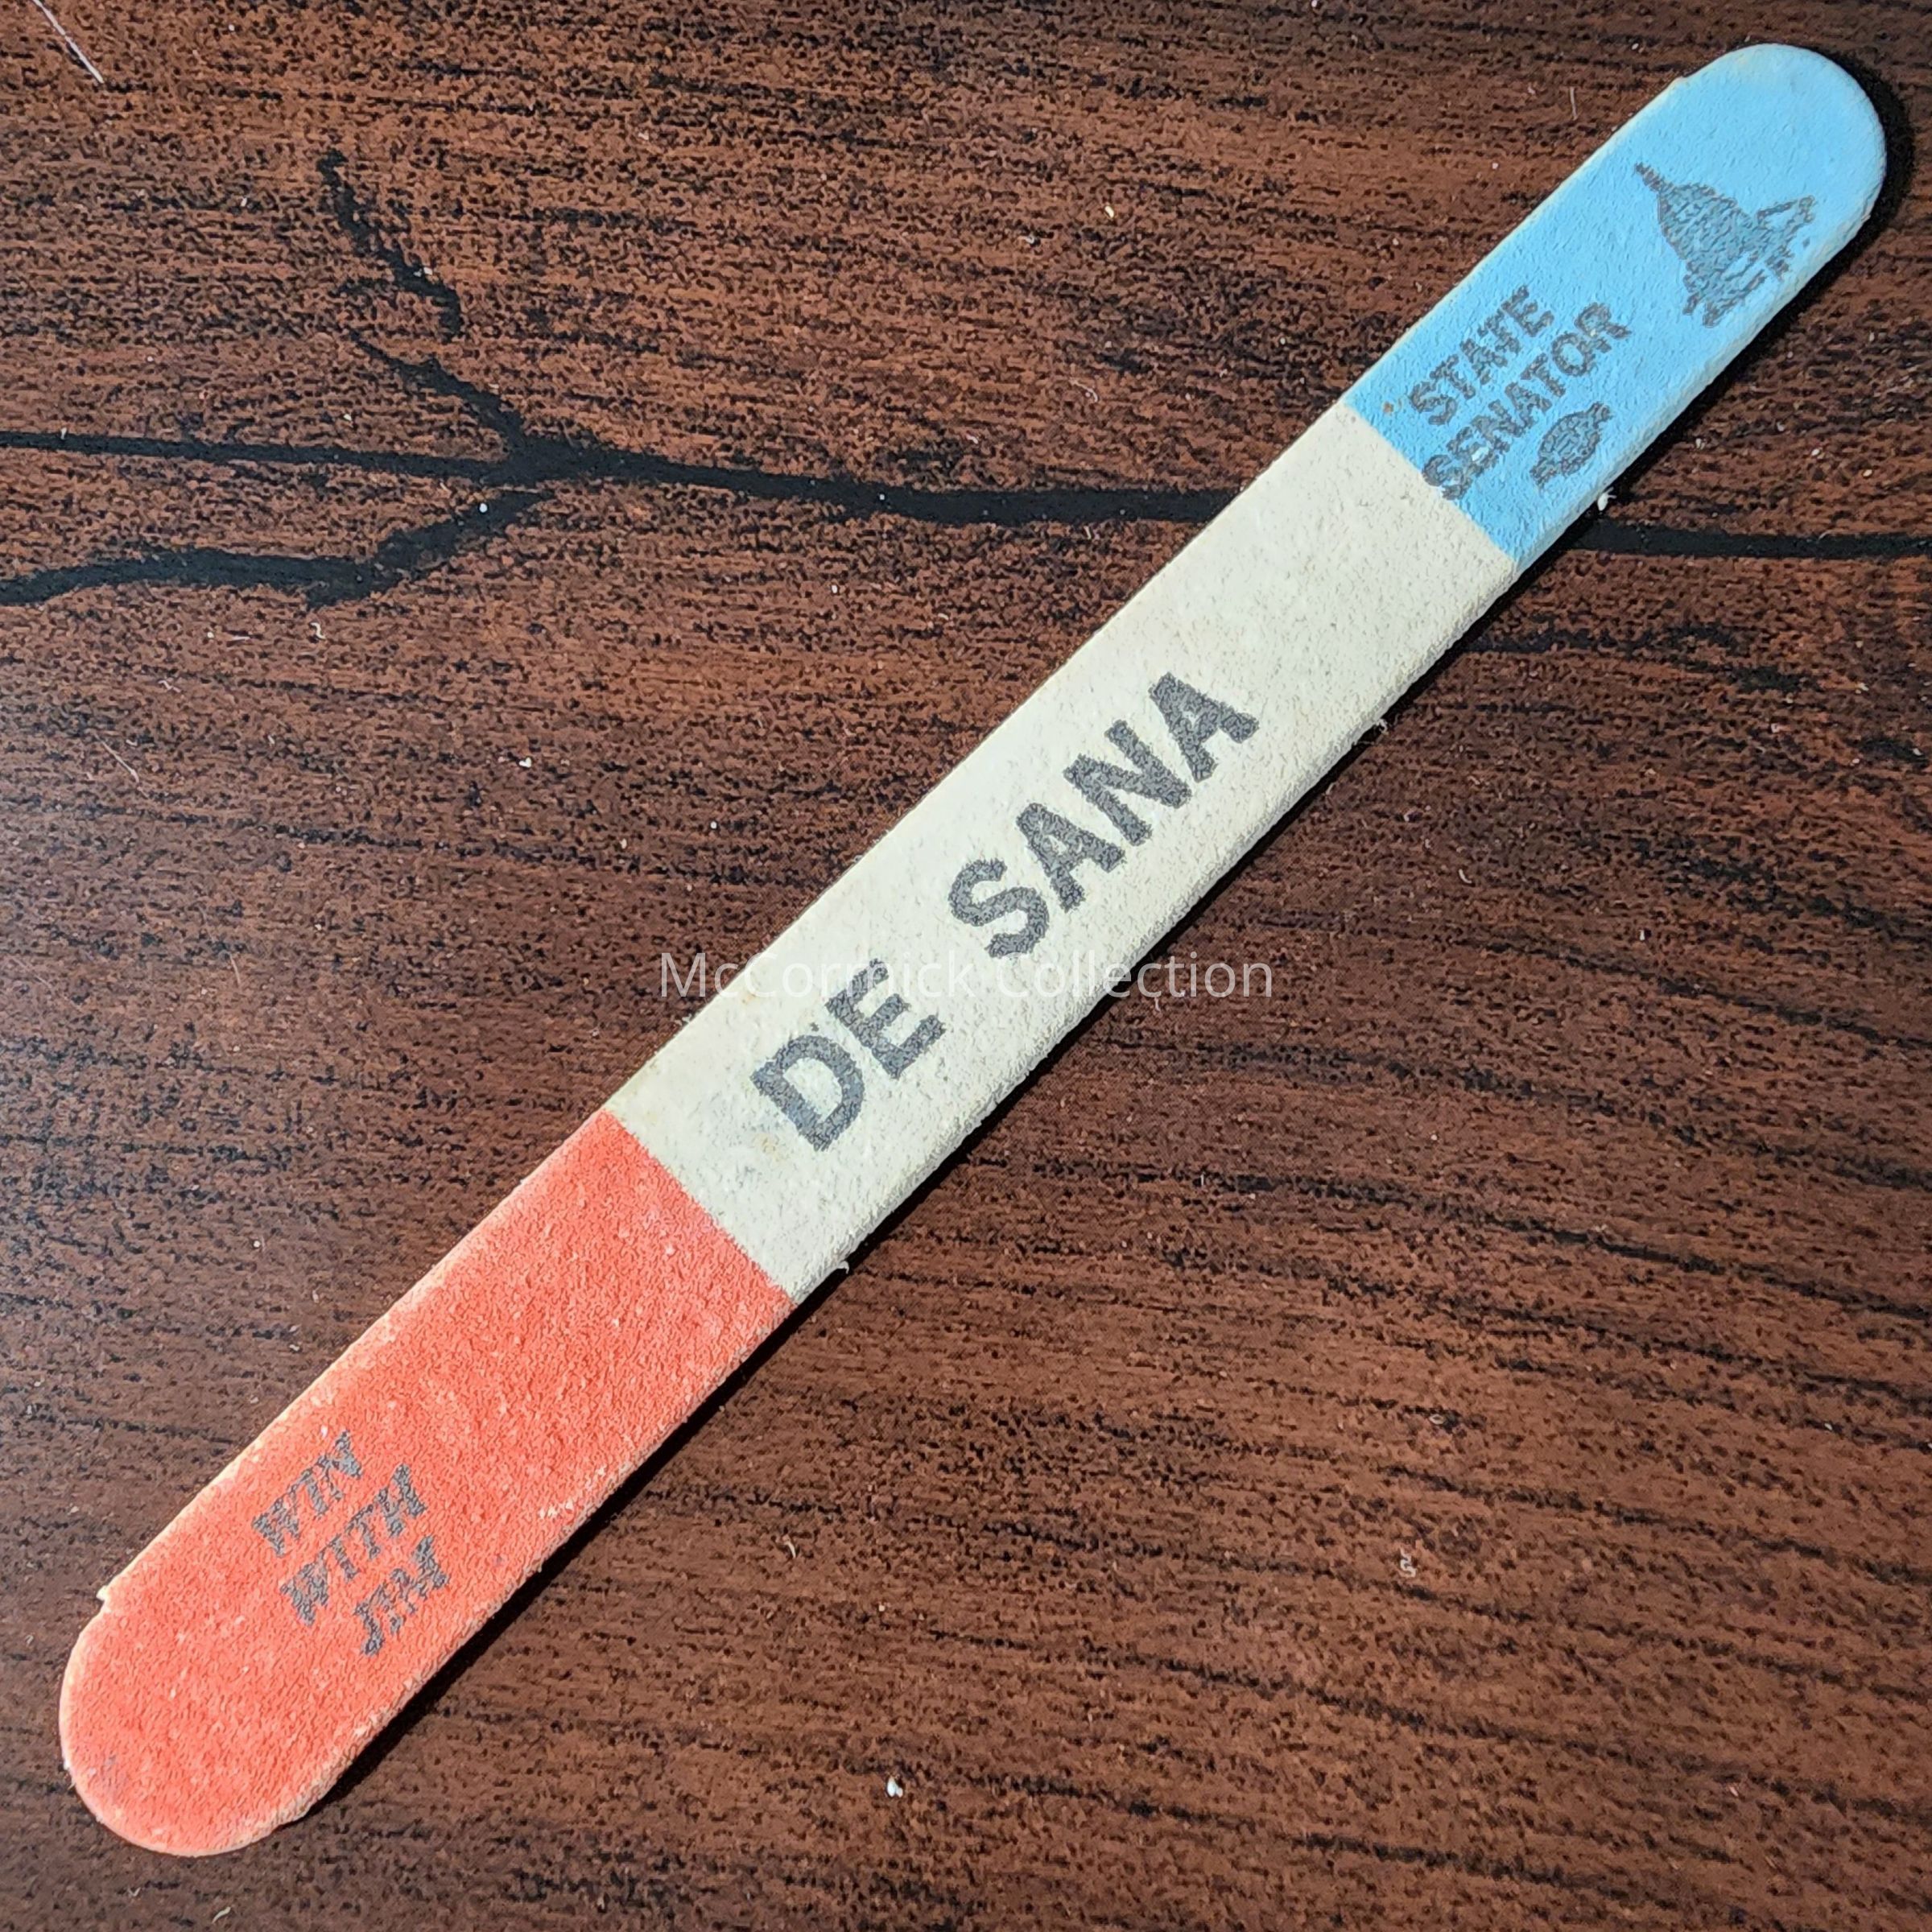 STATE
SENATOR
DE SANA
WIN
WITH
JIM
McCormick Collection